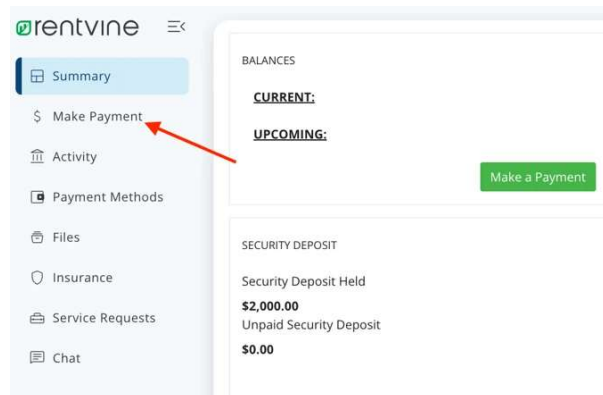 rentvine
Summary
$ Make Payment
Activity
Payment Methods
Files
Insurance
Service Requests
Chat
BALANCES
CURRENT:
UPCOMING:
Make a Payment
SECURITY DEPOSIT
Security Deposit Held
$2,000.00
Unpaid Security Deposit
$0.00